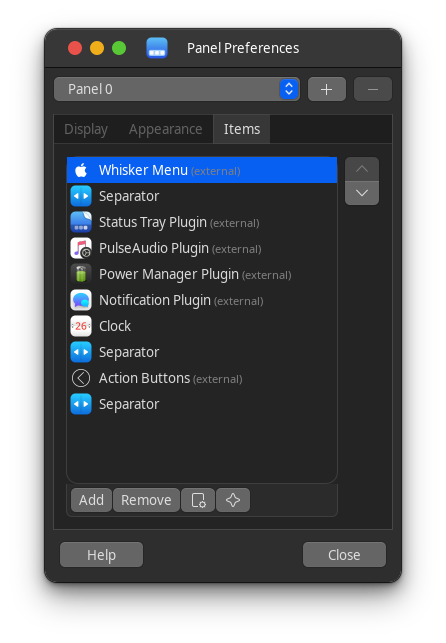 Panel Preferences
Panel 0
Display Appearance Items
Whisker Menu (external)
Separator
Status Tray Plugin (external)
PulseAudio Plugin (external)
Power Manager Plugin (external)
Notification Plugin (external)
26 Clock
Separator
Action Buttons (external)
Separator
Add Remove
Help Close